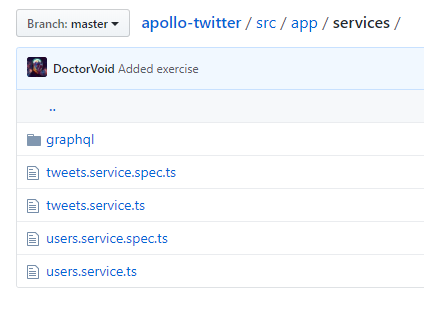 Branch: master apollo-twitter / src / app / services /
DoctorVoid Added exercise
..
graphql
tweets.service.spec.ts
tweets.service.ts
users.service.spec.ts
users.service.ts